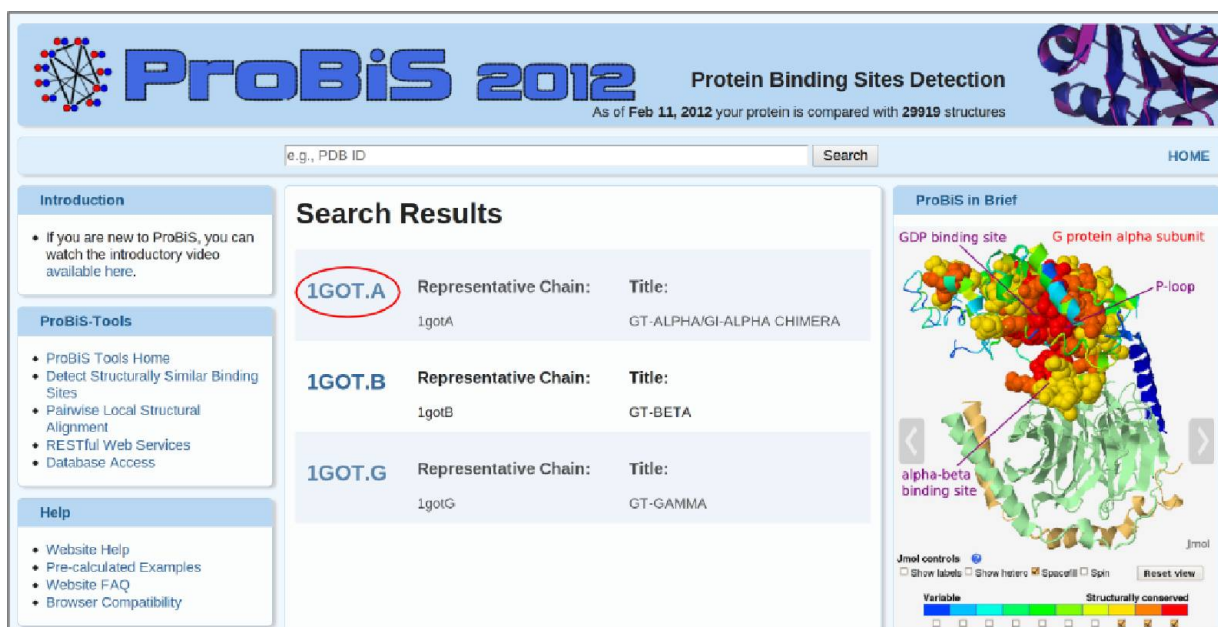 ProBiS 2012
Protein Binding Sites Detection
As of Feb 11, 2012 your protein is compared with 29919 structures
e.g., PDB ID
Search
HOME
Introduction
• If you are new to ProBiS, you can
watch the introductory video
available here.
ProBiS-Tools
• ProBiS Tools Home
• Detect Structurally Similar Binding
Sites
• Pairwise Local Structural
Alignment
• RESTful Web Services
• Database Access
Help
• Website Help
• Pre-calculated Examples
• Website FAQ
• Browser Compatibility
Search Results
1GOT.A
Representative Chain:
Title:
1gotA
GT-ALPHA/GI-ALPHA CHIMERA
1GOT.B
Representative Chain:
Title:
1gotB
GT-BETA
1GOT.G
Representative Chain:
Title:
1gotG
GT-GAMMA
ProBiS in Brief
GDP binding site
G protein alpha subunit
P-loop
alpha-beta
binding site
Jmol
Jmol controls
Show labels Show hetero Spacefill Spin
Reset view
Variable
Structurally conserved